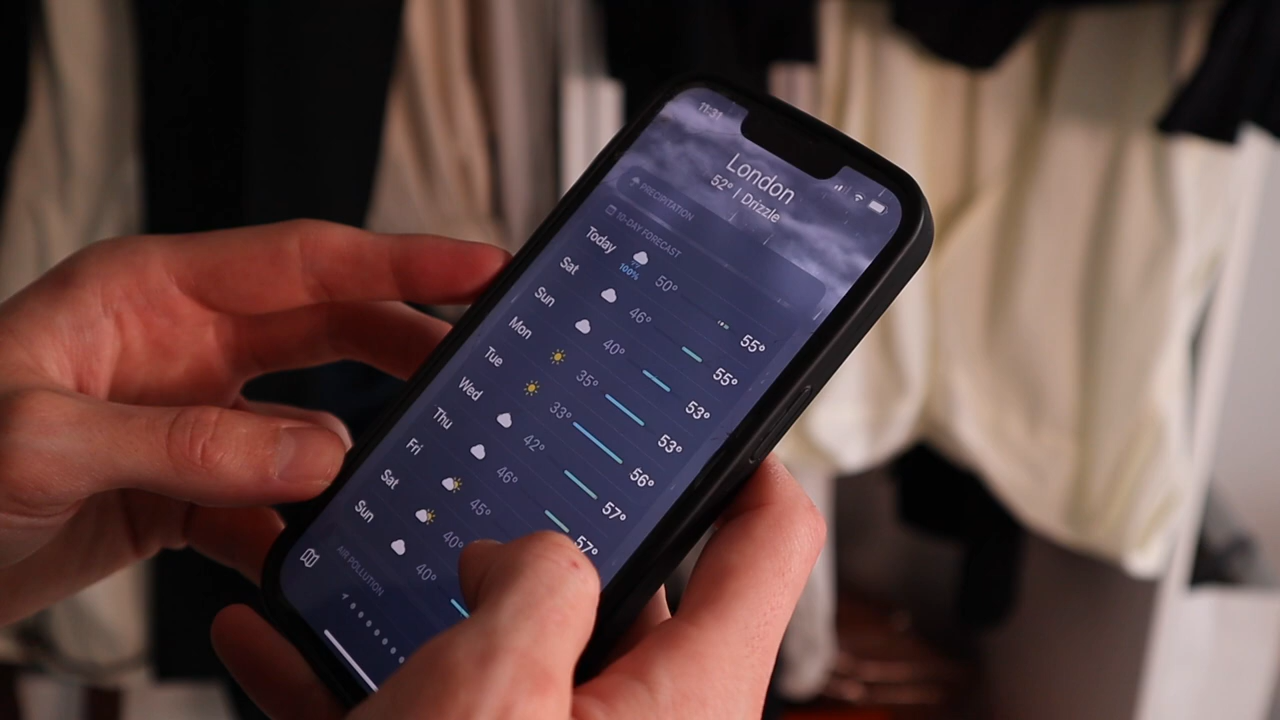 11:31
London
52° | Drizzle
PRECIPITATION
10-DAY FORECAST
Today 100% 50° 55°
Sat 46° 55°
Sun 40° 53°
Mon 35° 53°
Tue 33° 56°
Wed 42° 57°
Thu 46° 57°
Fri 45°
Sat 40°
Sun 40°
AIR POLLUTION